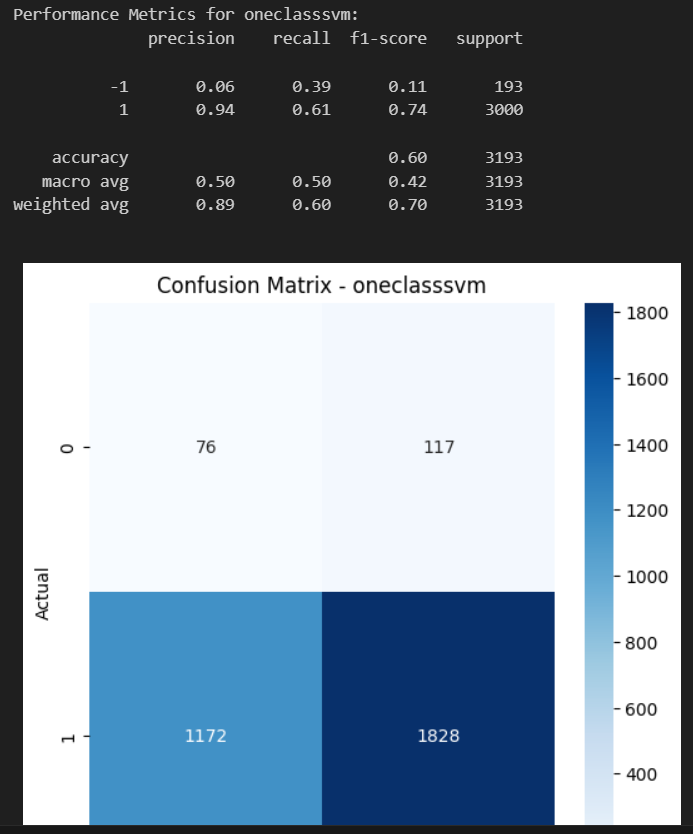 Performance Metrics for oneclasssvm:
precision recall f1-score support
-1 0.06 0.39 0.11 193
1 0.94 0.61 0.74 3000
accuracy 0.60 3193
macro avg 0.50 0.50 0.42 3193
weighted avg 0.89 0.60 0.70 3193
Confusion Matrix - oneclasssvm
1800
1600
1400
1200
1000
800
600
400
0
76 117
Actual
1
1172 1828